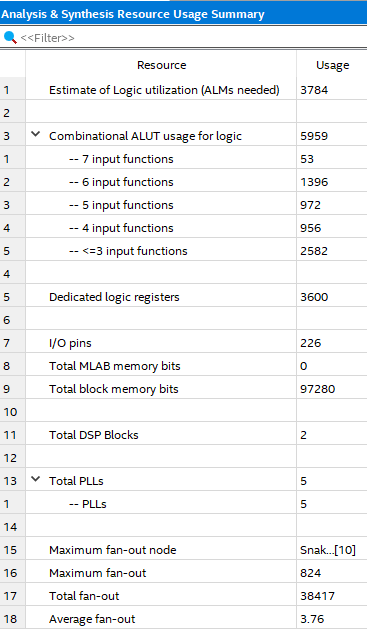 Analysis & Synthesis Resource Usage Summary
<<Filter>>
Resource Usage
1 Estimate of Logic utilization (ALMs needed) 3784
2
3 Combinational ALUT usage for logic 5959
1 -- 7 input functions 53
2 -- 6 input functions 1396
3 -- 5 input functions 972
4 -- 4 input functions 956
5 -- <=3 input functions 2582
4
5 Dedicated logic registers 3600
6
7 I/O pins 226
8 Total MLAB memory bits 0
9 Total block memory bits 97280
10
11 Total DSP Blocks 2
12
13 Total PLLs 5
1 -- PLLs 5
14
15 Maximum fan-out node Snak...[10]
16 Maximum fan-out 824
17 Total fan-out 38417
18 Average fan-out 3.76